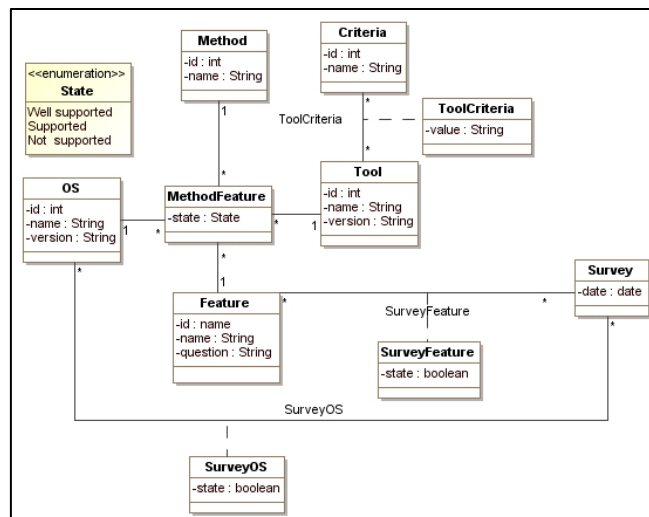 Method
-id : int
-name : String
Criteria
-id : int
-name : String
<<enumeration>>
State
Well supported
Supported
Not supported
1
*
ToolCriteria
ToolCriteria
-value : String
*
*
OS
-id : int
-name : String
-version : String
1
*
MethodFeature
-state : State
*
1
Tool
-id : int
-name : String
-version : String
*
*
1
Feature
-id : name
-name : String
-question : String
*
SurveyFeature
*
Survey
-date : date
*
SurveyFeature
-state : boolean
SurveyOS
SurveyOS
-state : boolean